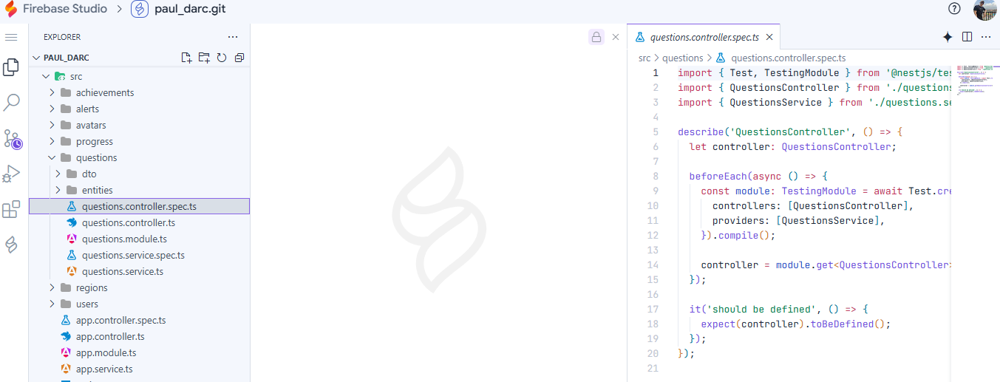 Firebase Studio > paul_darc.git
EXPLORER
PAUL_DARC
src
achievements
alerts
avatars
progress
questions
dto
entities
questions.controller.spec.ts
questions.controller.ts
questions.module.ts
questions.service.spec.ts
questions.service.ts
regions
users
app.controller.spec.ts
app.controller.ts
app.module.ts
app.service.ts
questions.controller.spec.ts
src > questions > questions.controller.spec.ts
1 import { Test, TestingModule } from '@nestjs/tes
2 import { QuestionsController } from './questions
3 import { QuestionsService } from './questions.se
4
5 describe('QuestionsController', () => {
6 let controller: QuestionsController;
7
8 beforeEach(async () => {
9 const module: TestingModule = await Test.cre
10 controllers: [QuestionsController],
11 providers: [QuestionsService],
12 }).compile();
13
14 controller = module.get<QuestionsController>
15 });
16
17 it('should be defined', () => {
18 expect(controller).toBeDefined();
19 });
20 });
21